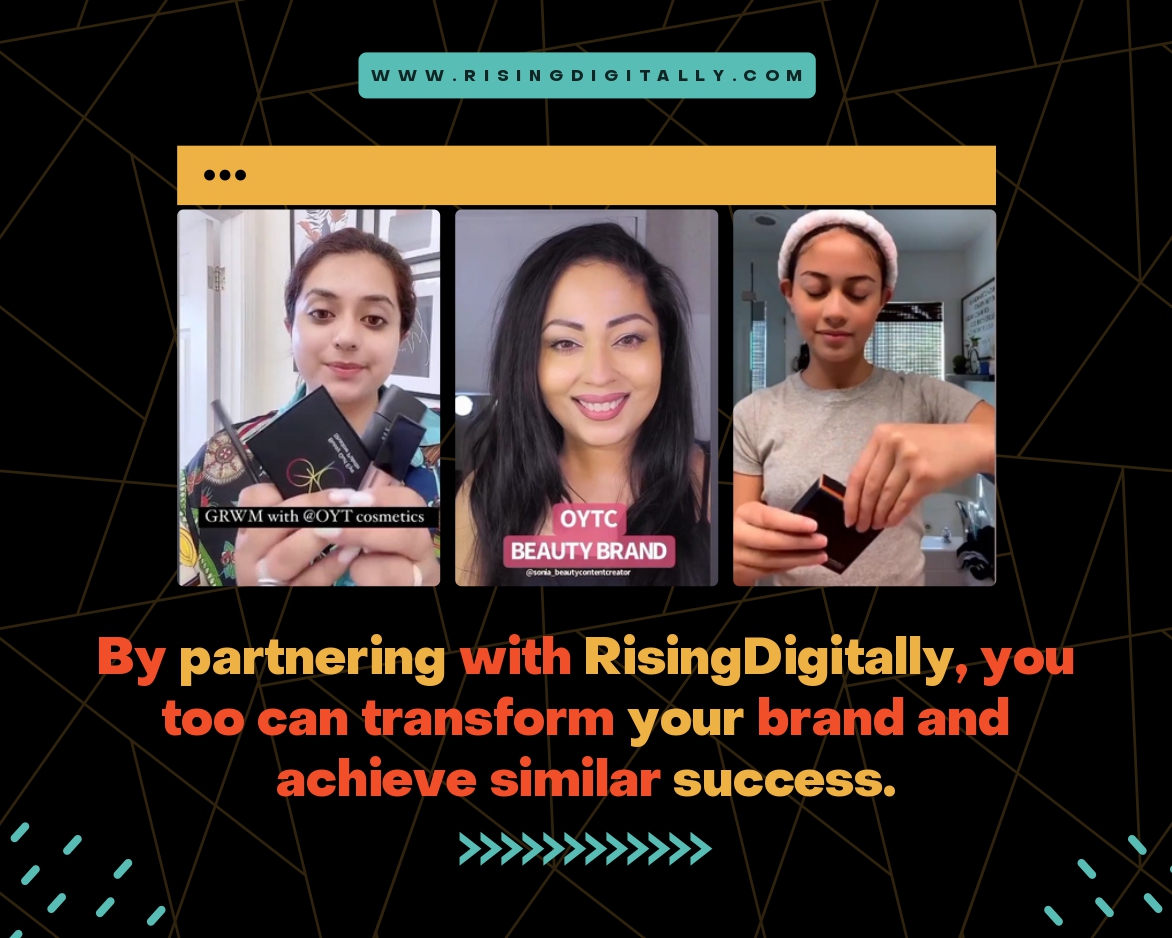 WWW.RISINGDIGITALLY.COM
GRWM with @OYT cosmetics
OYTC
BEAUTY BRAND
@sonia_beautycontentcreator
By partnering with RisingDigitally, you
too can transform your brand and
achieve similar success.